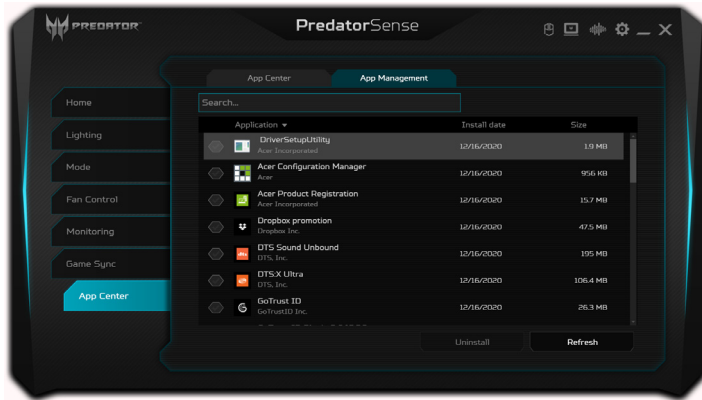 PREDATOR
PredatorSense
App Center
App Management
Home
Lighting
Mode
Fan Control
Monitoring
Game Sync
App Center
Search...
Application
Install date
Size
DriverSetupUtility
Acer Incorporated
12/16/2020
1.9 MB
Acer Configuration Manager
Acer
12/16/2020
956 KB
Acer Product Registration
Acer Incorporated
12/16/2020
15.7 MB
Dropbox promotion
Dropbox Inc.
12/16/2020
47.5 MB
DTS Sound Unbound
DTS, Inc.
12/16/2020
195 MB
DTS:X Ultra
DTS, Inc.
12/16/2020
106.4 MB
GoTrust ID
GoTrustID Inc.
12/16/2020
26.3 MB
Uninstall
Refresh